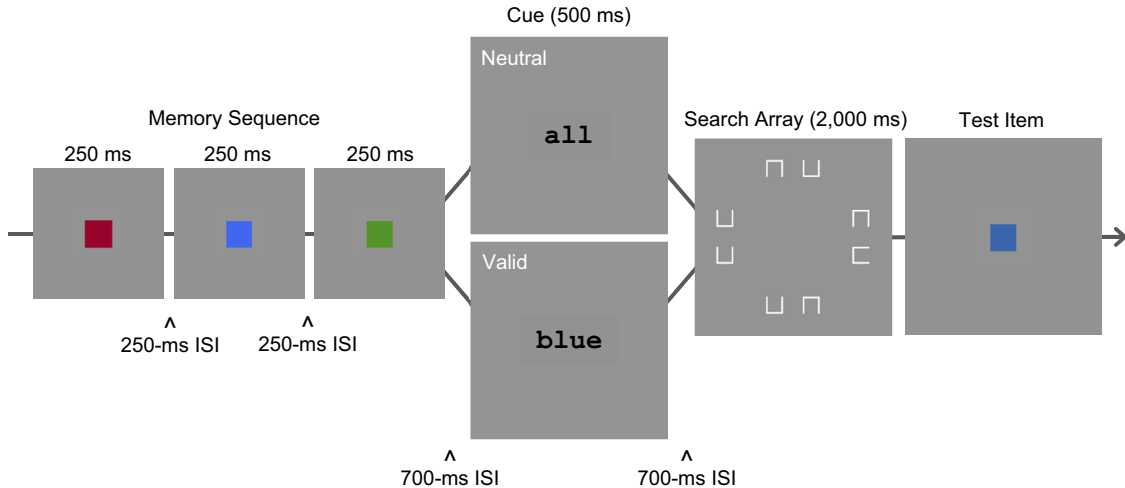 Cue (500 ms)
Neutral
all
Memory Sequence
250 ms
250 ms
250 ms
Search Array (2,000 ms)
Test Item
Valid
blue
^
250-ms ISI
^
250-ms ISI
^
700-ms ISI
^
700-ms ISI